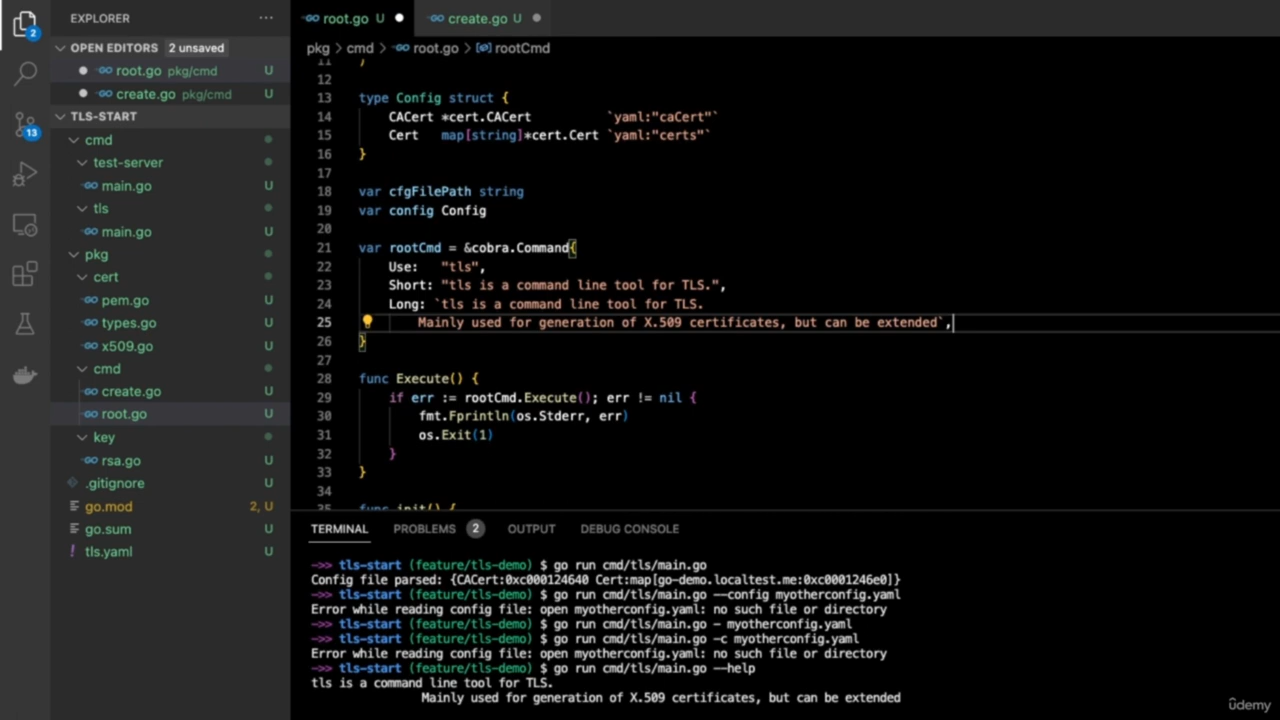 EXPLORER
OPEN EDITORS 2 unsaved
root.go pkg/cmd U
create.go pkg/cmd U
TLS-START
cmd
test-server
main.go U
tls
main.go U
pkg
cert
pem.go U
types.go U
x509.go U
cmd
create.go U
root.go U
key
rsa.go U
.gitignore U
go.mod 2, U
go.sum U
tls.yaml U
2
13
root.go U
create.go U
pkg > cmd > root.go > rootCmd
11 )
12
13 type Config struct {
14 CACert *cert.CACert `yaml:"caCert"`
15 Cert map[string]*cert.Cert `yaml:"certs"`
16 }
17
18 var cfgFilePath string
19 var config Config
20
21 var rootCmd = &cobra.Command{
22 Use: "tls",
23 Short: "tls is a command line tool for TLS.",
24 Long: `tls is a command line tool for TLS.
25 Mainly used for generation of X.509 certificates, but can be extended`,
26 }
27
28 func Execute() {
29 if err := rootCmd.Execute(); err != nil {
30 fmt.Fprintln(os.Stderr, err)
31 os.Exit(1)
32 }
33 }
34
35 func init() {
TERMINAL PROBLEMS 2 OUTPUT DEBUG CONSOLE
->> tls-start (feature/tls-demo) $ go run cmd/tls/main.go
Config file parsed: {CACert:0xc000124640 Cert:map[go-demo.localtest.me:0xc0001246e0]}
->> tls-start (feature/tls-demo) $ go run cmd/tls/main.go --config myotherconfig.yaml
Error while reading config file: open myotherconfig.yaml: no such file or directory
->> tls-start (feature/tls-demo) $ go run cmd/tls/main.go - myotherconfig.yaml
->> tls-start (feature/tls-demo) $ go run cmd/tls/main.go -c myotherconfig.yaml
Error while reading config file: open myotherconfig.yaml: no such file or directory
->> tls-start (feature/tls-demo) $ go run cmd/tls/main.go --help
tls is a command line tool for TLS.
Mainly used for generation of X.509 certificates, but can be extended
ûdemy